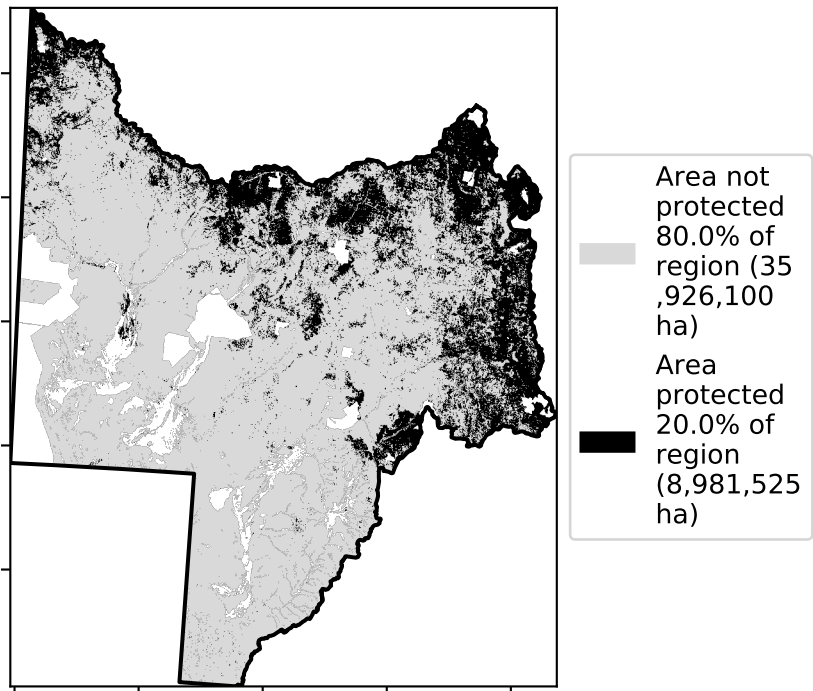 Area not
protected
80.0% of
region (35
,926,100
ha)
Area
protected
20.0% of
region
(8,981,525
ha)